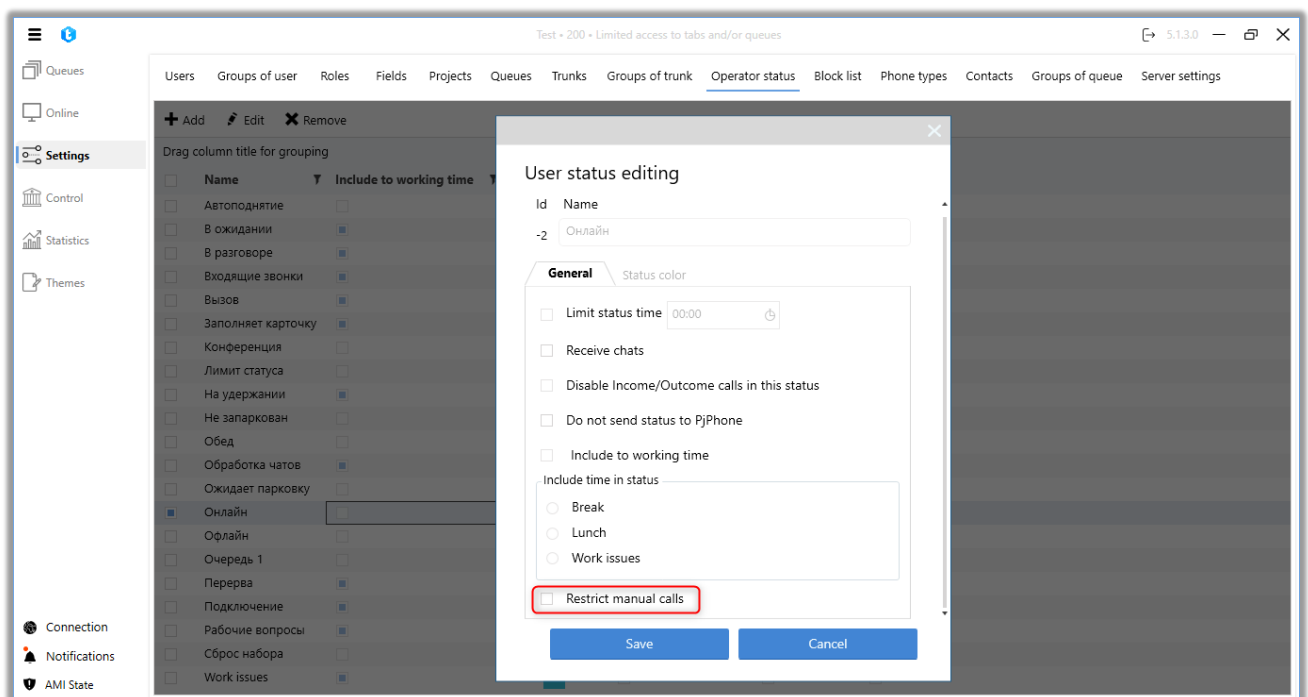 Test • 200 • Limited access to tabs and/or queues
5.1.3.0
Queues
Online
Settings
Control
Statistics
Themes
Connection
Notifications
AMI State
Users Groups of user Roles Fields Projects Queues Trunks Groups of trunk Operator status Block list Phone types Contacts Groups of queue Server settings
Add Edit Remove
Drag column title for grouping
Name Include to working time
Автоподнятие
В ожидании
В разговоре
Входящие звонки
Вызов
Заполняет карточку
Конференция
Лимит статуса
На удержании
Не запаркован
Обед
Обработка чатов
Ожидает парковку
Онлайн
Офлайн
Очередь 1
Перерва
Подключение
Рабочие вопросы
Сброс набора
Work issues
User status editing
Id Name
-2 Онлайн
General Status color
Limit status time 00:00
Receive chats
Disable Income/Outcome calls in this status
Do not send status to PjPhone
Include to working time
Include time in status
Break
Lunch
Work issues
Restrict manual calls
Save Cancel